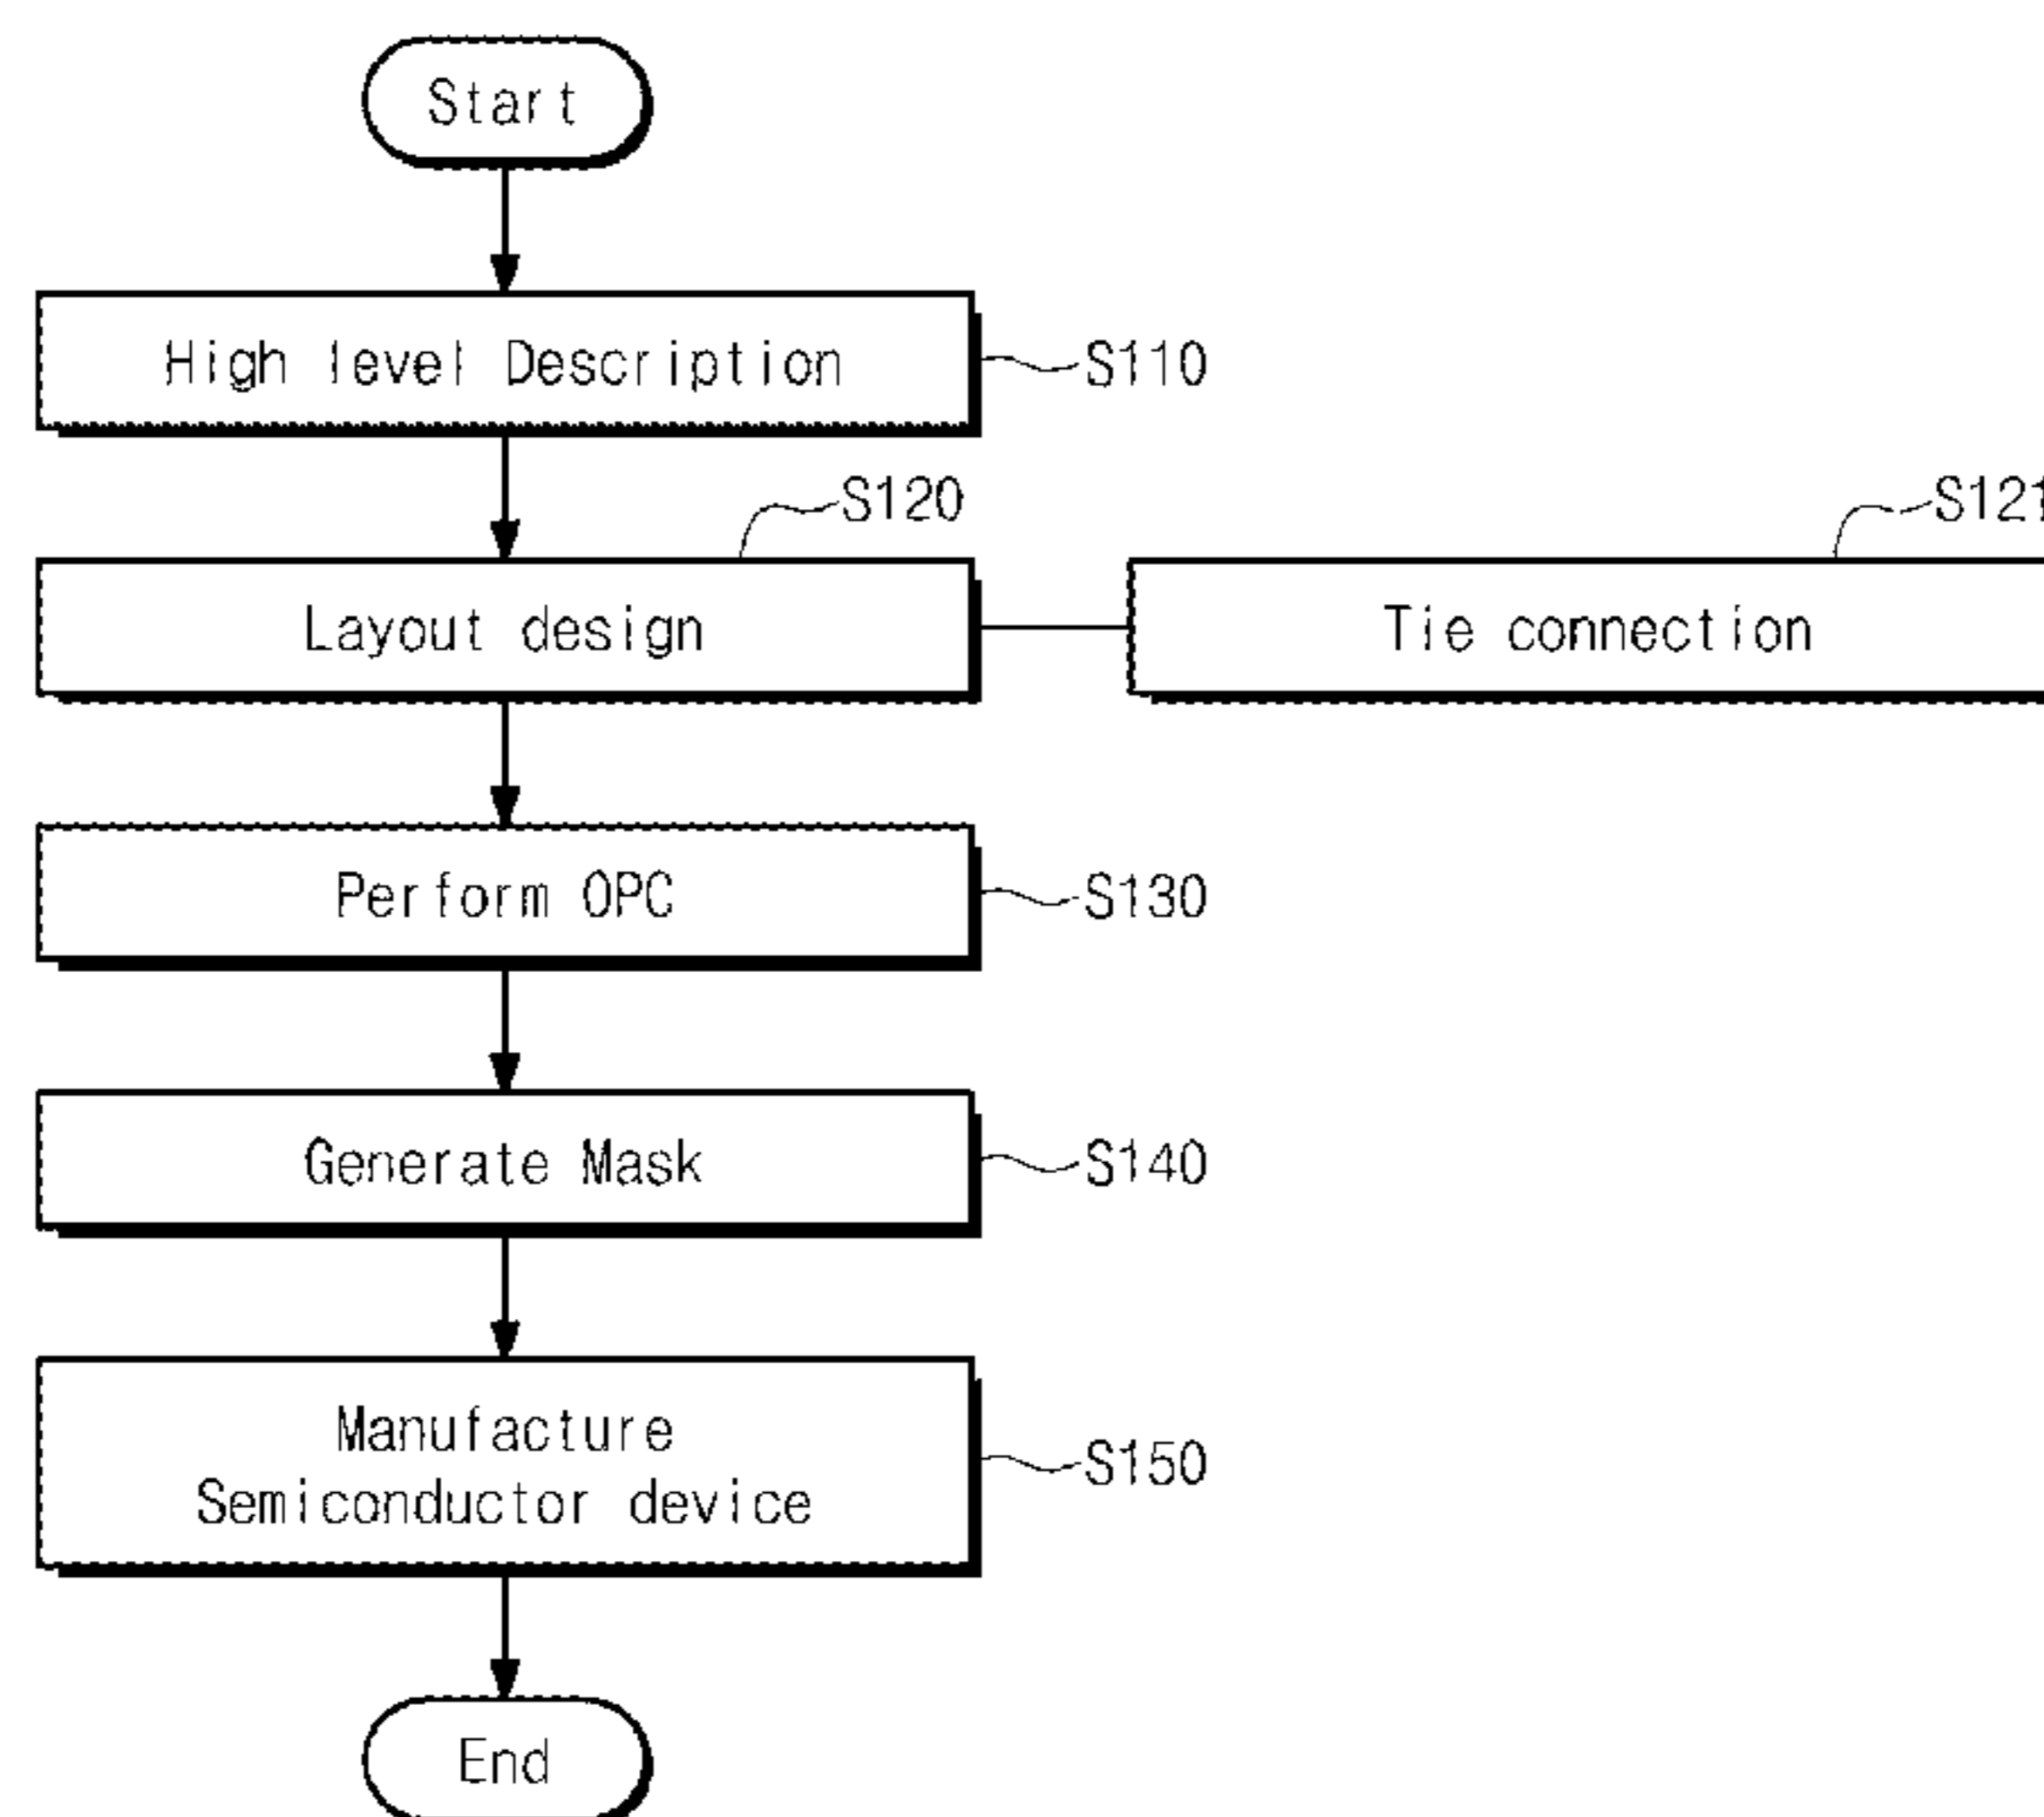 Start
High level Description
S110
S120
S121
Layout design
Tie connection
Perform OPC
S130
Generate Mask
S140
Manufacture
Semiconductor device
S150
End